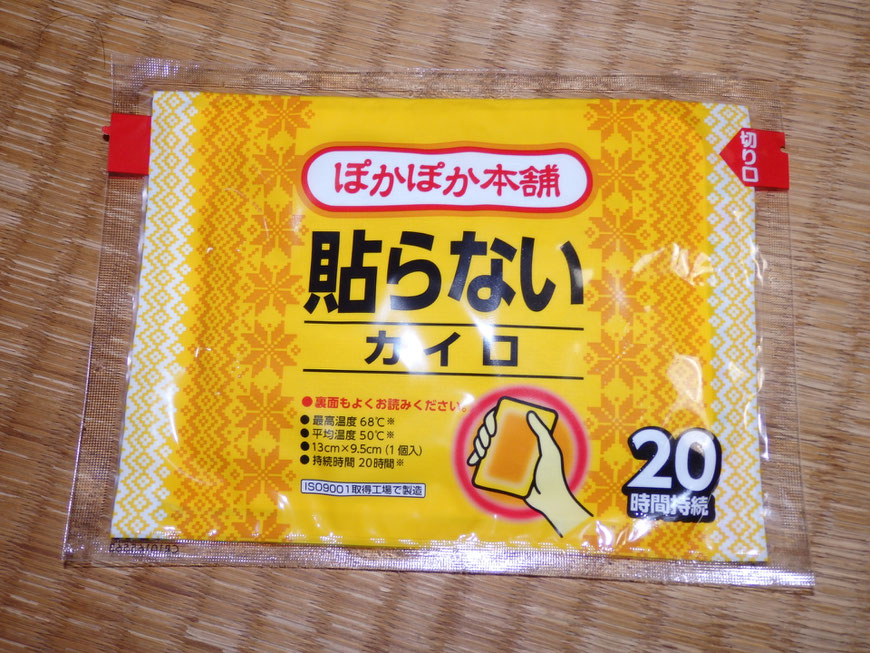 切り口
ぽかぽか本舗
貼らない
カイロ
●裏面もよくお読みください。
●最高温度 68℃※
●平均温度 50℃※
●13cm×9.5cm (1個入)
●持続時間 20時間※
ISO9001取得工場で製造
20
時間持続